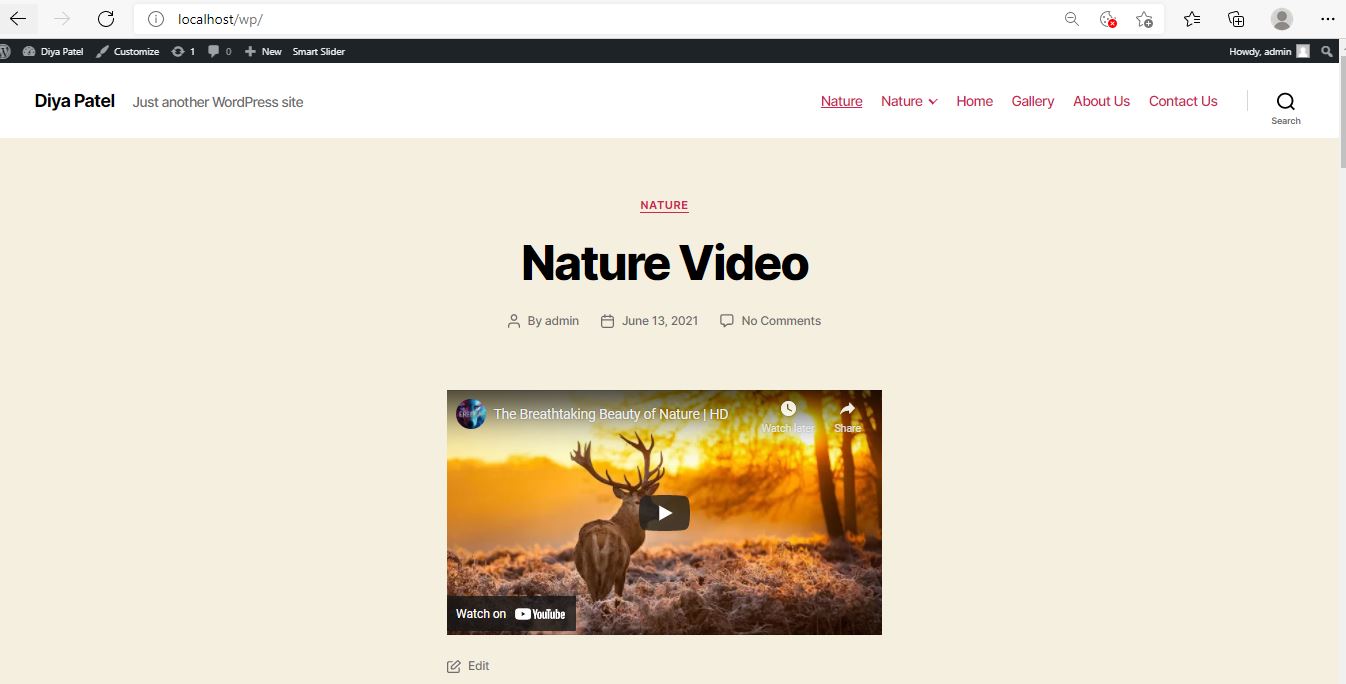 localhost/wp/
Diya Patel Customize 1 0 New Smart Slider Howdy, admin
Diya Patel Just another WordPress site Nature Nature Home Gallery About Us Contact Us Search
NATURE
Nature Video
By admin June 13, 2021 No Comments
The Breathtaking Beauty of Nature | HD Watch later Share
Watch on YouTube
Edit